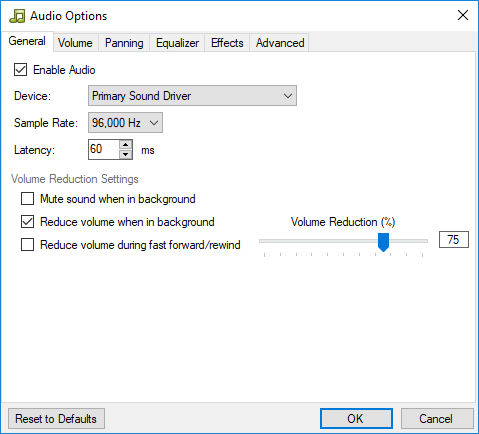 Audio Options
General Volume Panning Equalizer Effects Advanced
Enable Audio
Device: Primary Sound Driver
Sample Rate: 96,000 Hz
Latency: 60 ms
Volume Reduction Settings
Mute sound when in background
Reduce volume when in background Volume Reduction (%)
Reduce volume during fast forward/rewind 75
Reset to Defaults OK Cancel